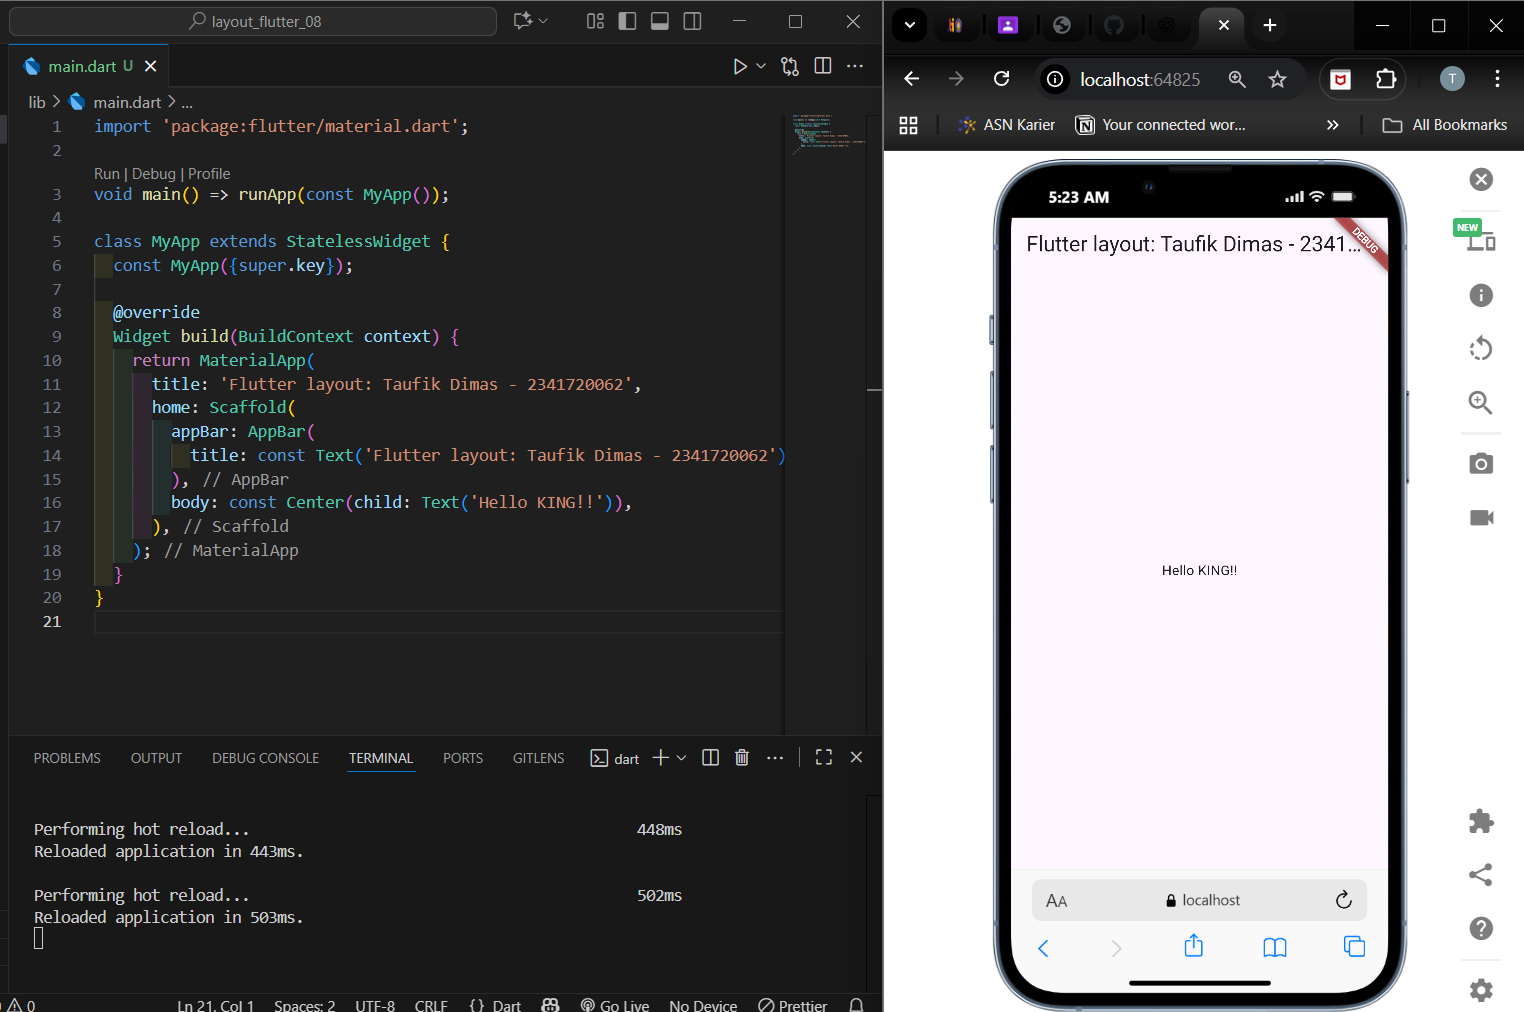 layout_flutter_08
main.dart U
lib > main.dart > ...
1 import 'package:flutter/material.dart';
2
Run | Debug | Profile
3 void main() => runApp(const MyApp());
4
5 class MyApp extends StatelessWidget {
6 const MyApp({super.key});
7
8 @override
9 Widget build(BuildContext context) {
10 return MaterialApp(
11 title: 'Flutter layout: Taufik Dimas - 2341720062',
12 home: Scaffold(
13 appBar: AppBar(
14 title: const Text('Flutter layout: Taufik Dimas - 2341720062')
15 ), // AppBar
16 body: const Center(child: Text('Hello KING!!')),
17 ), // Scaffold
18 ); // MaterialApp
19 }
20 }
21
PROBLEMS OUTPUT DEBUG CONSOLE TERMINAL PORTS GITLENS dart
Performing hot reload... 448ms
Reloaded application in 443ms.
Performing hot reload... 502ms
Reloaded application in 503ms.
0 Ln 21, Col 1 Spaces: 2 UTF-8 CRLF {} Dart Go Live No Device Prettier
localhost:64825
T
ASN Karier Your connected wor... » All Bookmarks
5:23 AM
Flutter layout: Taufik Dimas - 2341...
DEBUG
NEW
Hello KING!!
AA localhost